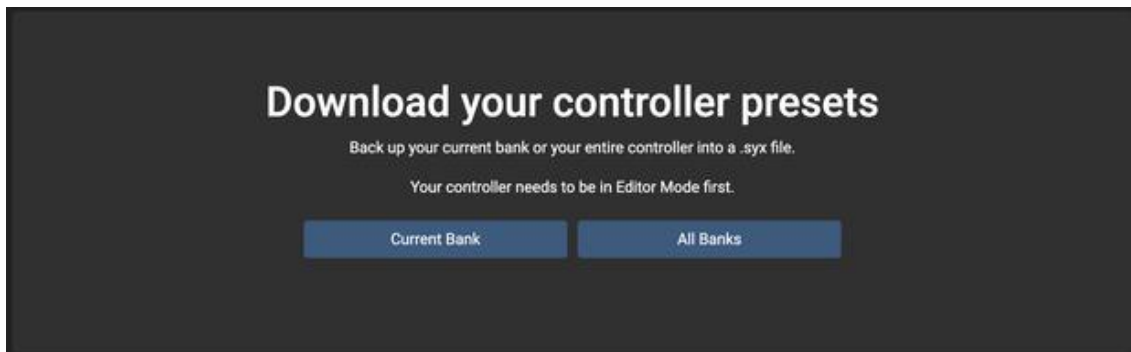 Download your controller presets
Back up your current bank or your entire controller into a .syx file.
Your controller needs to be in Editor Mode first.
Current Bank
All Banks